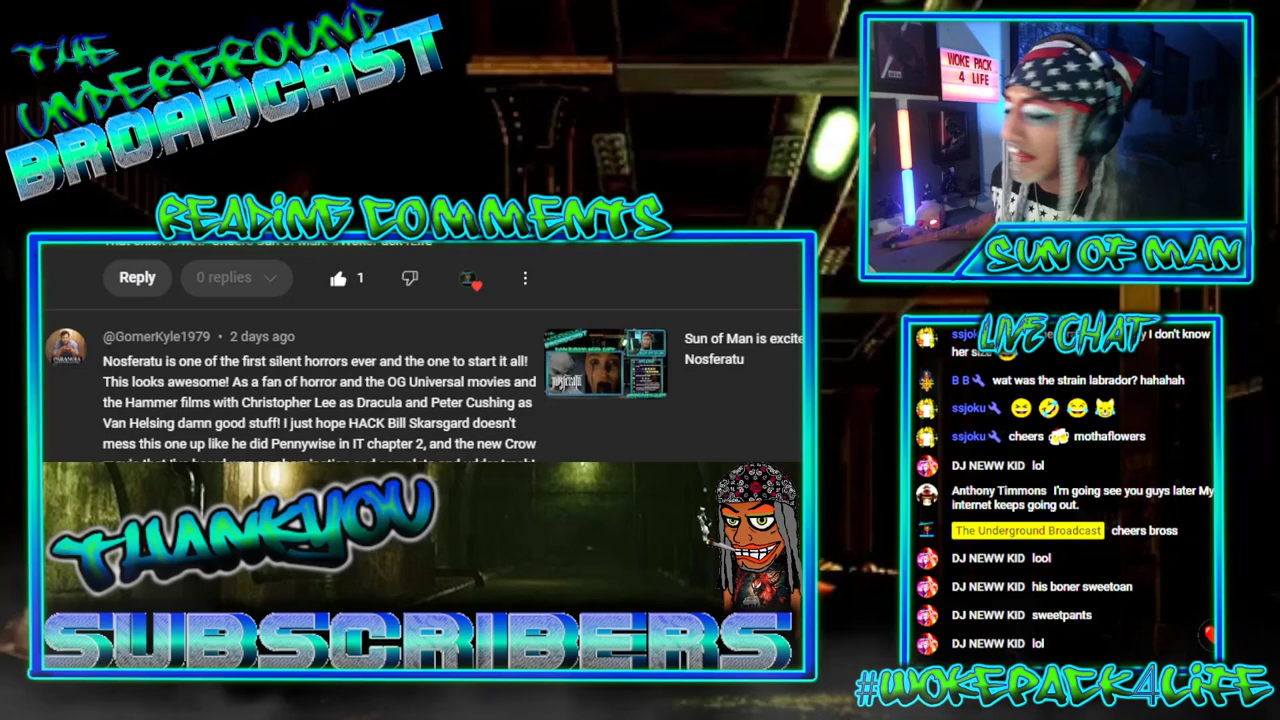 THE
UNDERGROUND
BROADCAST
READING COMMENTS
Reply
0 replies
1
@GomerKyle1979 • 2 days ago
Nosferatu is one of the first silent horrors ever and the one to start it all!
This looks awesome! As a fan of horror and the OG Universal movies and
the Hammer films with Christopher Lee as Dracula and Peter Cushing as
Van Helsing damn good stuff! I just hope HACK Bill Skarsgard doesn't
mess this one up like he did Pennywise in IT chapter 2, and the new Crow
Sun of Man is excite
Nosferatu
THANKYOU
SUBSCRIBERS
WOKE PACK
4 LIFE
SUN OF MAN
LIVE CHAT
ssjo I don't know
her
B B wat was the strain labrador? hahahah
ssjoku 😆 🤣 😂 😹
ssjoku cheers 🍻 mothaflowers
DJ NEWW KID lol
Anthony Timmons I'm going see you guys later My
internet keeps going out.
The Underground Broadcast cheers bross
DJ NEWW KID lool
DJ NEWW KID his boner sweetoan
DJ NEWW KID sweetpants
DJ NEWW KID lol
#WOKEPACK4LIFE